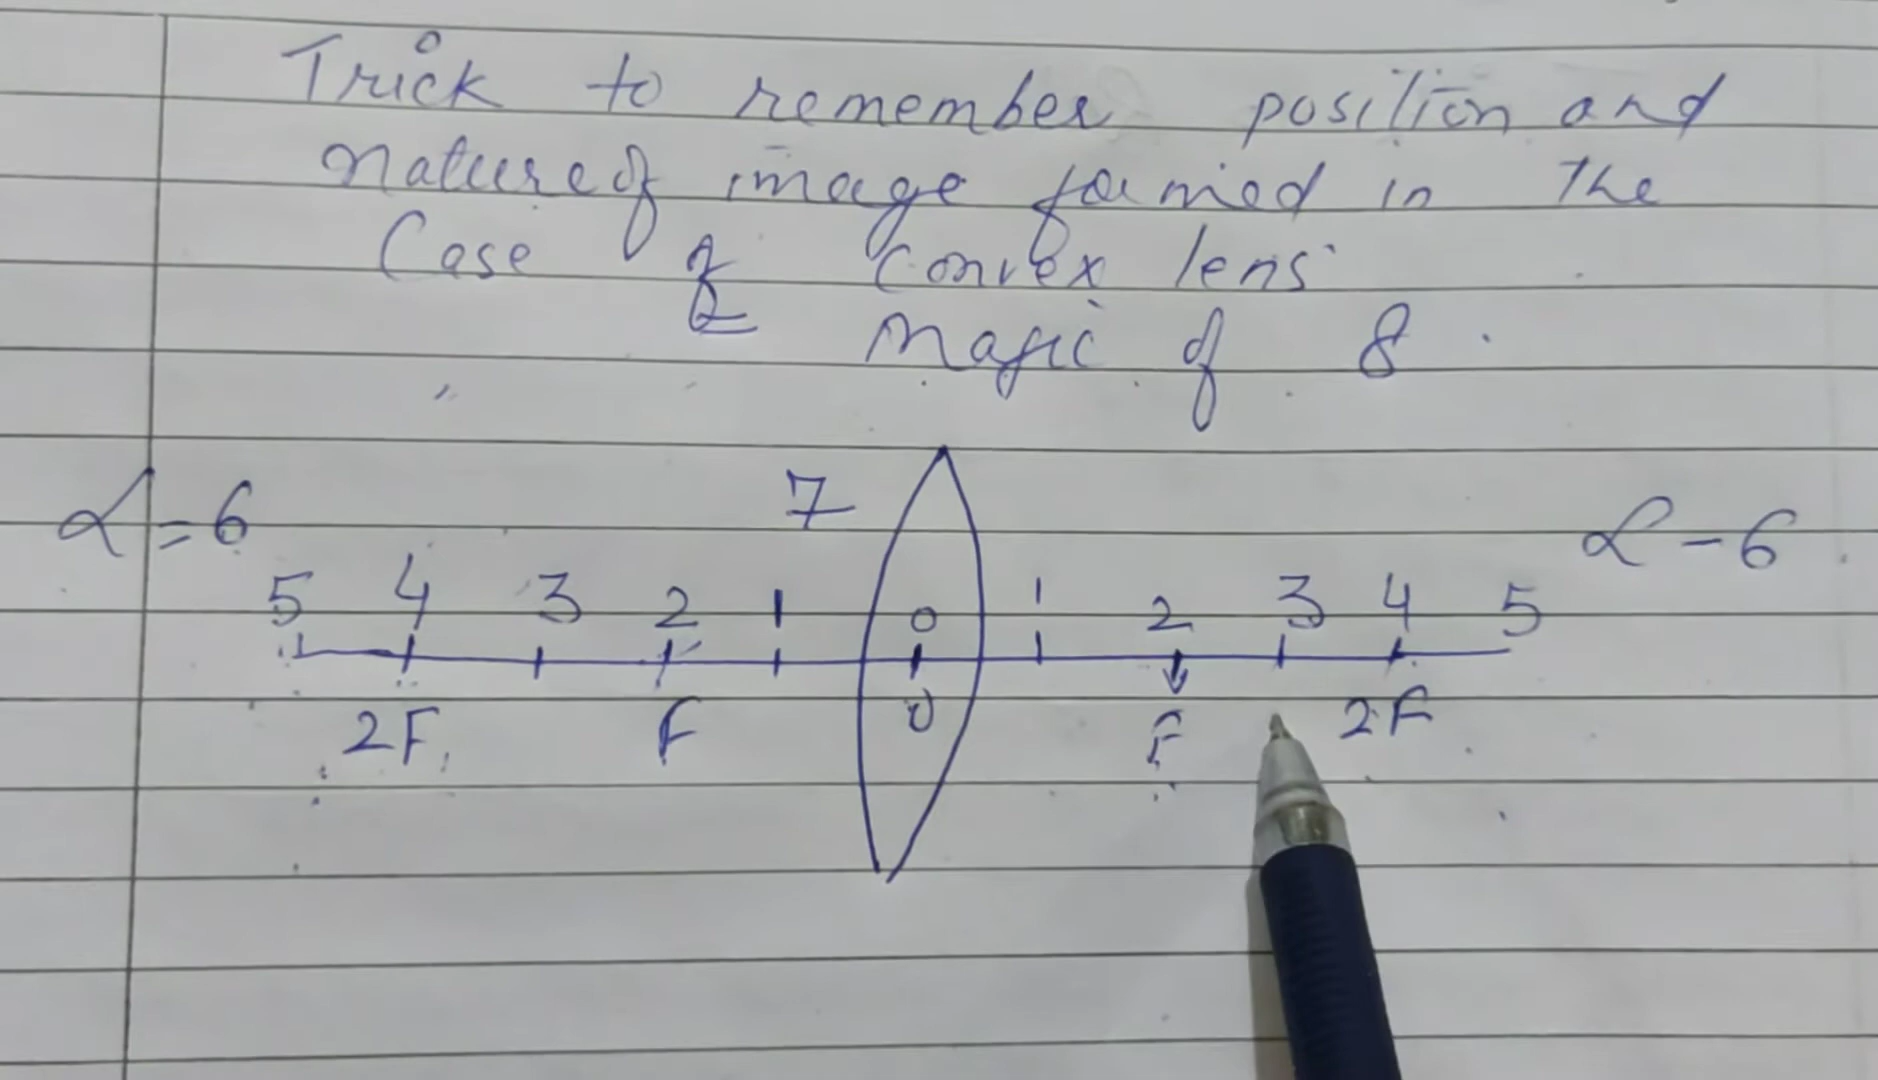 Trick to remember position and
nature of image formed in The
Case of convex lens
Magic of 8
7
∝ = 6
∝ - 6
5 4 3 2 1 0 1 2 3 4 5
2F F O F 2F